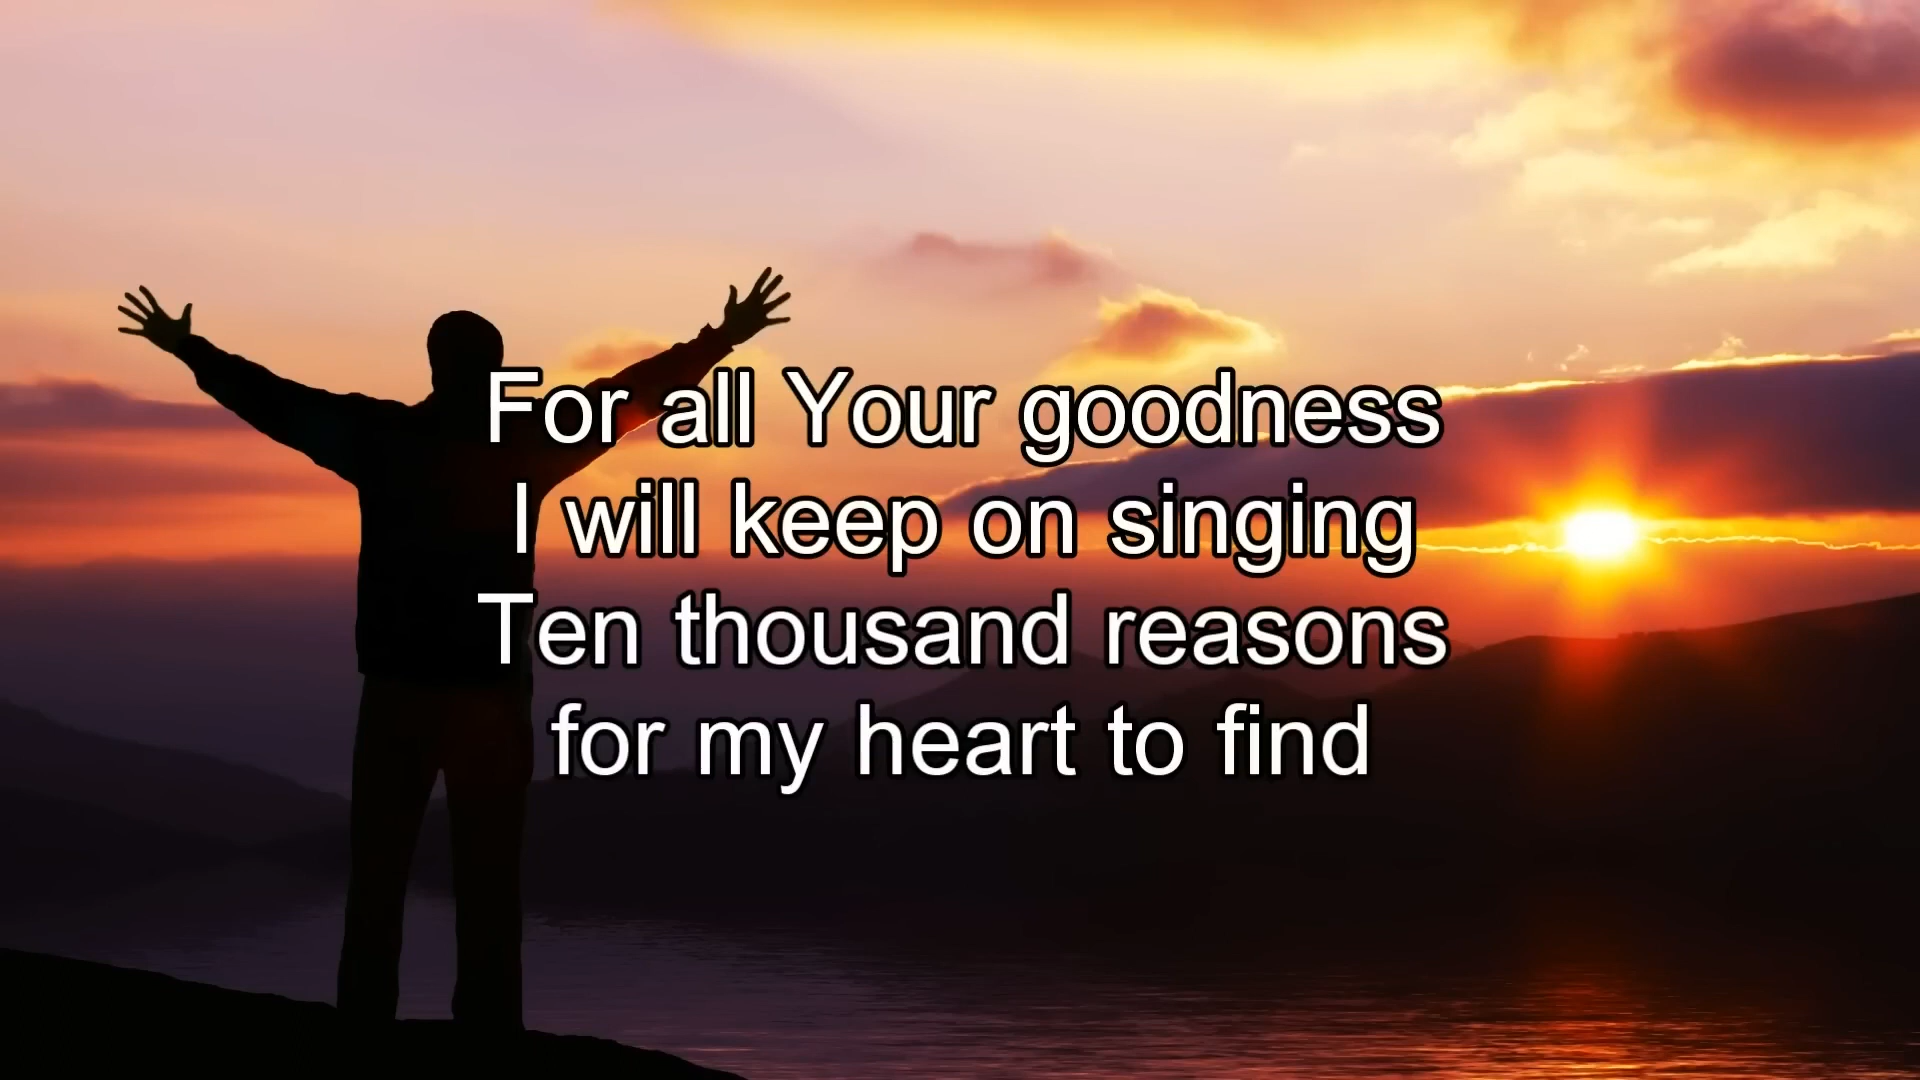 For all Your goodness
I will keep on singing
Ten thousand reasons
for my heart to find